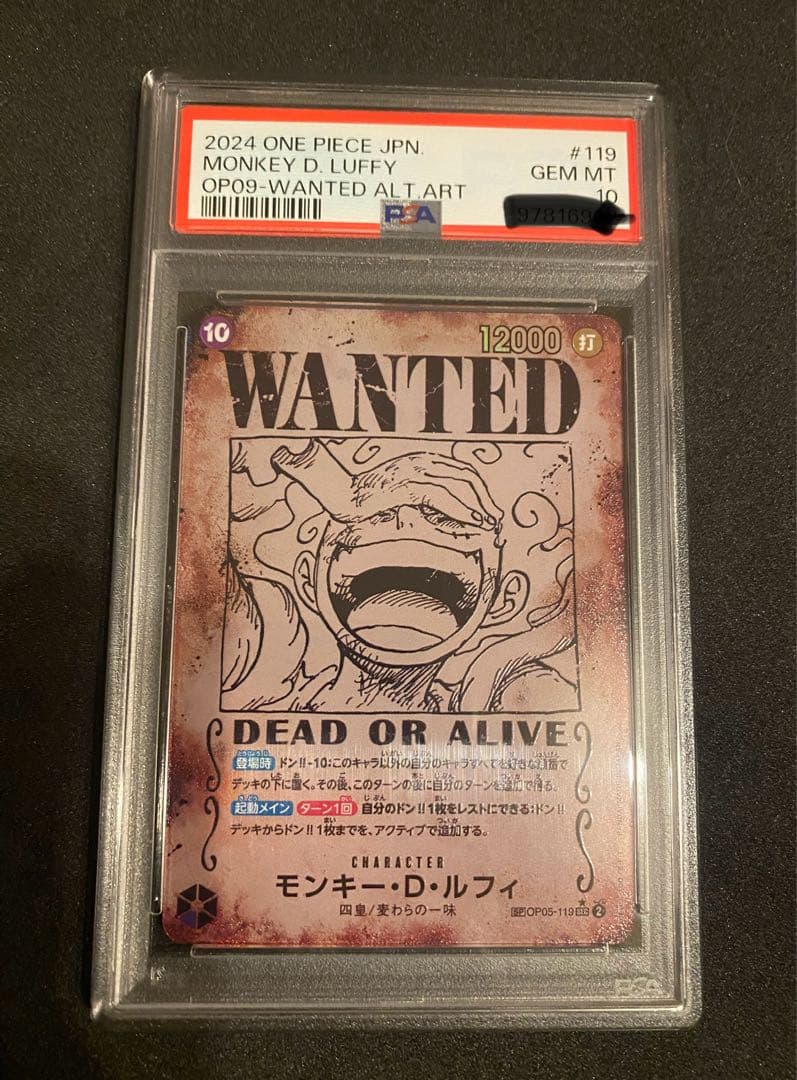 2024 ONE PIECE JPN. #119
MONKEY D. LUFFY GEM MT
OP09-WANTED ALT.ART 10
PSA
10 12000 打
WANTED
DEAD OR ALIVE
登場時 ドン!!-10:このキャラ以外の自分のキャラすべてを好きな順番で
デッキの下に置く。その後、このターンの後に自分のターンを追加で得る。
起動メイン ターン1回 自分のドン!!1枚をレストにできる:ドン!!
デッキからドン!!1枚までを、アクティブで追加する。
CHARACTER
モンキー・D・ルフィ
四皇/麦わらの一味
SP OP05-119 SEC 2
PSA